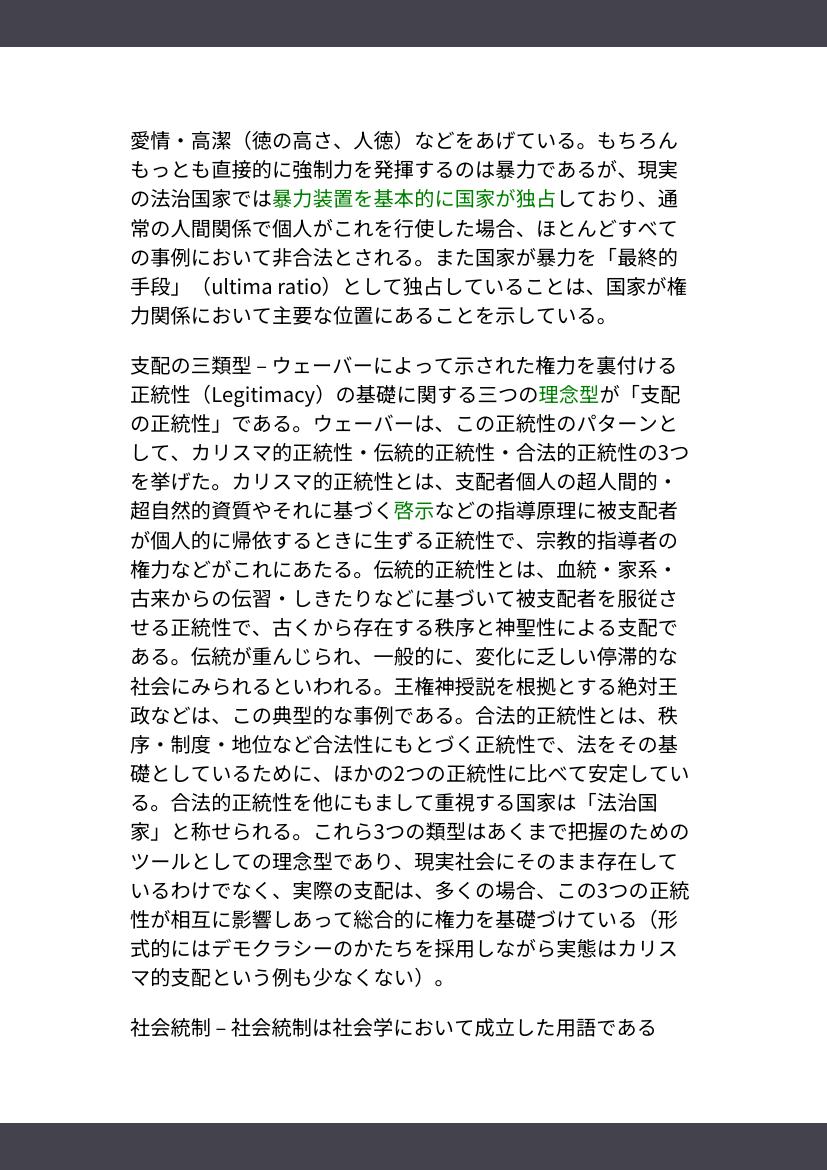 愛情・高潔（徳の高さ、人徳）などをあげている。もちろん
もっとも直接的に強制力を発揮するのは暴力であるが、現実
の法治国家では暴力装置を基本的に国家が独占しており、通
常の人間関係で個人がこれを行使した場合、ほとんどすべて
の事例において非合法とされる。また国家が暴力を「最終的
手段」（ultima ratio）として独占していることは、国家が権
力関係において主要な位置にあることを示している。
支配の三類型 – ウェーバーによって示された権力を裏付ける
正統性（Legitimacy）の基礎に関する三つの理念型が「支配
の正統性」である。ウェーバーは、この正統性のパターンと
して、カリスマ的正統性・伝統的正統性・合法的正統性の3つ
を挙げた。カリスマ的正統性とは、支配者個人の超人間的・
超自然的資質やそれに基づく啓示などの指導原理に被支配者
が個人的に帰依するときに生ずる正統性で、宗教的指導者の
権力などがこれにあたる。伝統的正統性とは、血統・家系・
古来からの伝習・しきたりなどに基づいて被支配者を服従さ
せる正統性で、古くから存在する秩序と神聖性による支配で
ある。伝統が重んじられ、一般的に、変化に乏しい停滞的な
社会にみられるといわれる。王権神授説を根拠とする絶対王
政などは、この典型的な事例である。合法的正統性とは、秩
序・制度・地位など合法性にもとづく正統性で、法をその基
礎としているために、ほかの2つの正統性に比べて安定してい
る。合法的正統性を他にもまして重視する国家は「法治国
家」と称せられる。これら3つの類型はあくまで把握のための
ツールとしての理念型であり、現実社会にそのまま存在して
いるわけでなく、実際の支配は、多くの場合、この3つの正統
性が相互に影響しあって総合的に権力を基礎づけている（形
式的にはデモクラシーのかたちを採用しながら実態はカリス
マ的支配という例も少なくない）。
社会統制 – 社会統制は社会学において成立した用語である